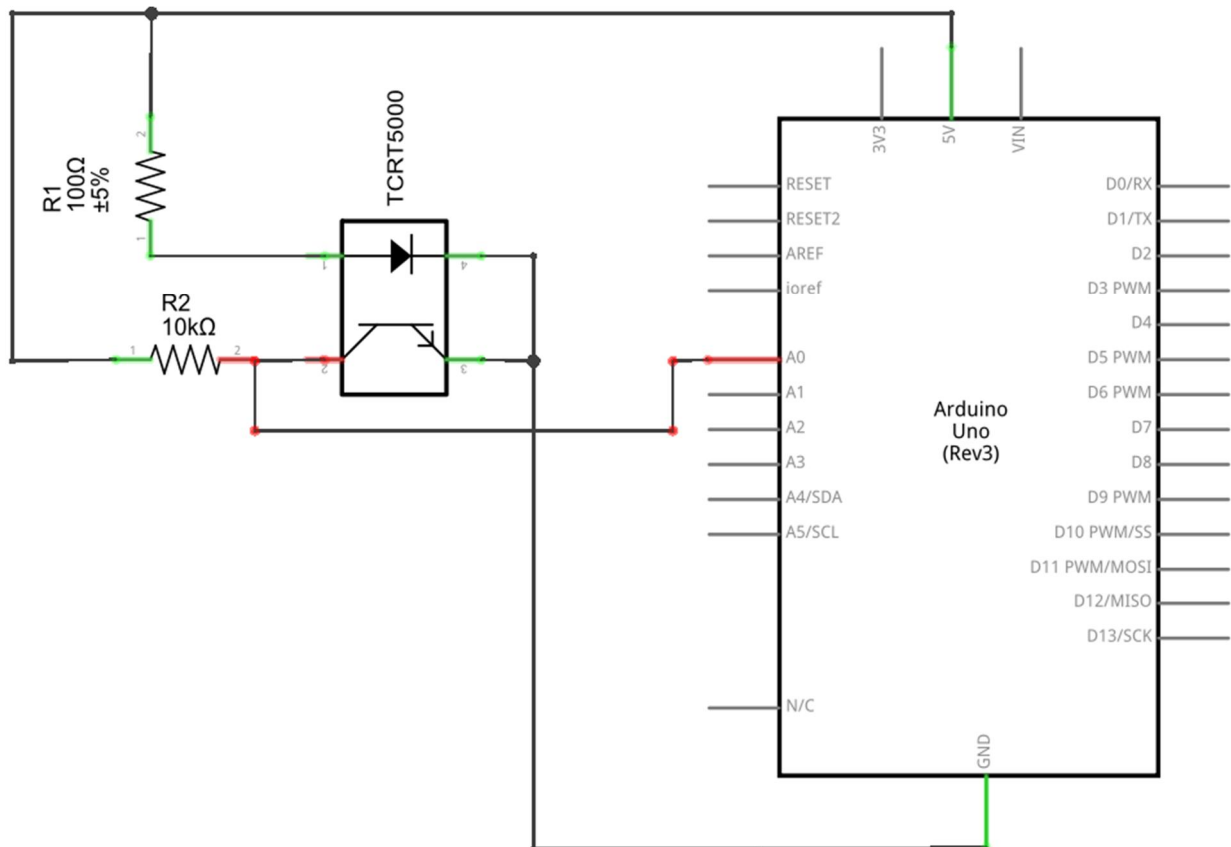 TCRT5000
2
R1
100Ω
±5%
1
1
4
R2
10kΩ
1
2
2
3
3V3
5V
VIN
RESET
RESET2
AREF
ioref
A0
A1
A2
A3
A4/SDA
A5/SCL
N/C
Arduino
Uno
(Rev3)
D0/RX
D1/TX
D2
D3 PWM
D4
D5 PWM
D6 PWM
D7
D8
D9 PWM
D10 PWM/SS
D11 PWM/MOSI
D12/MISO
D13/SCK
GND